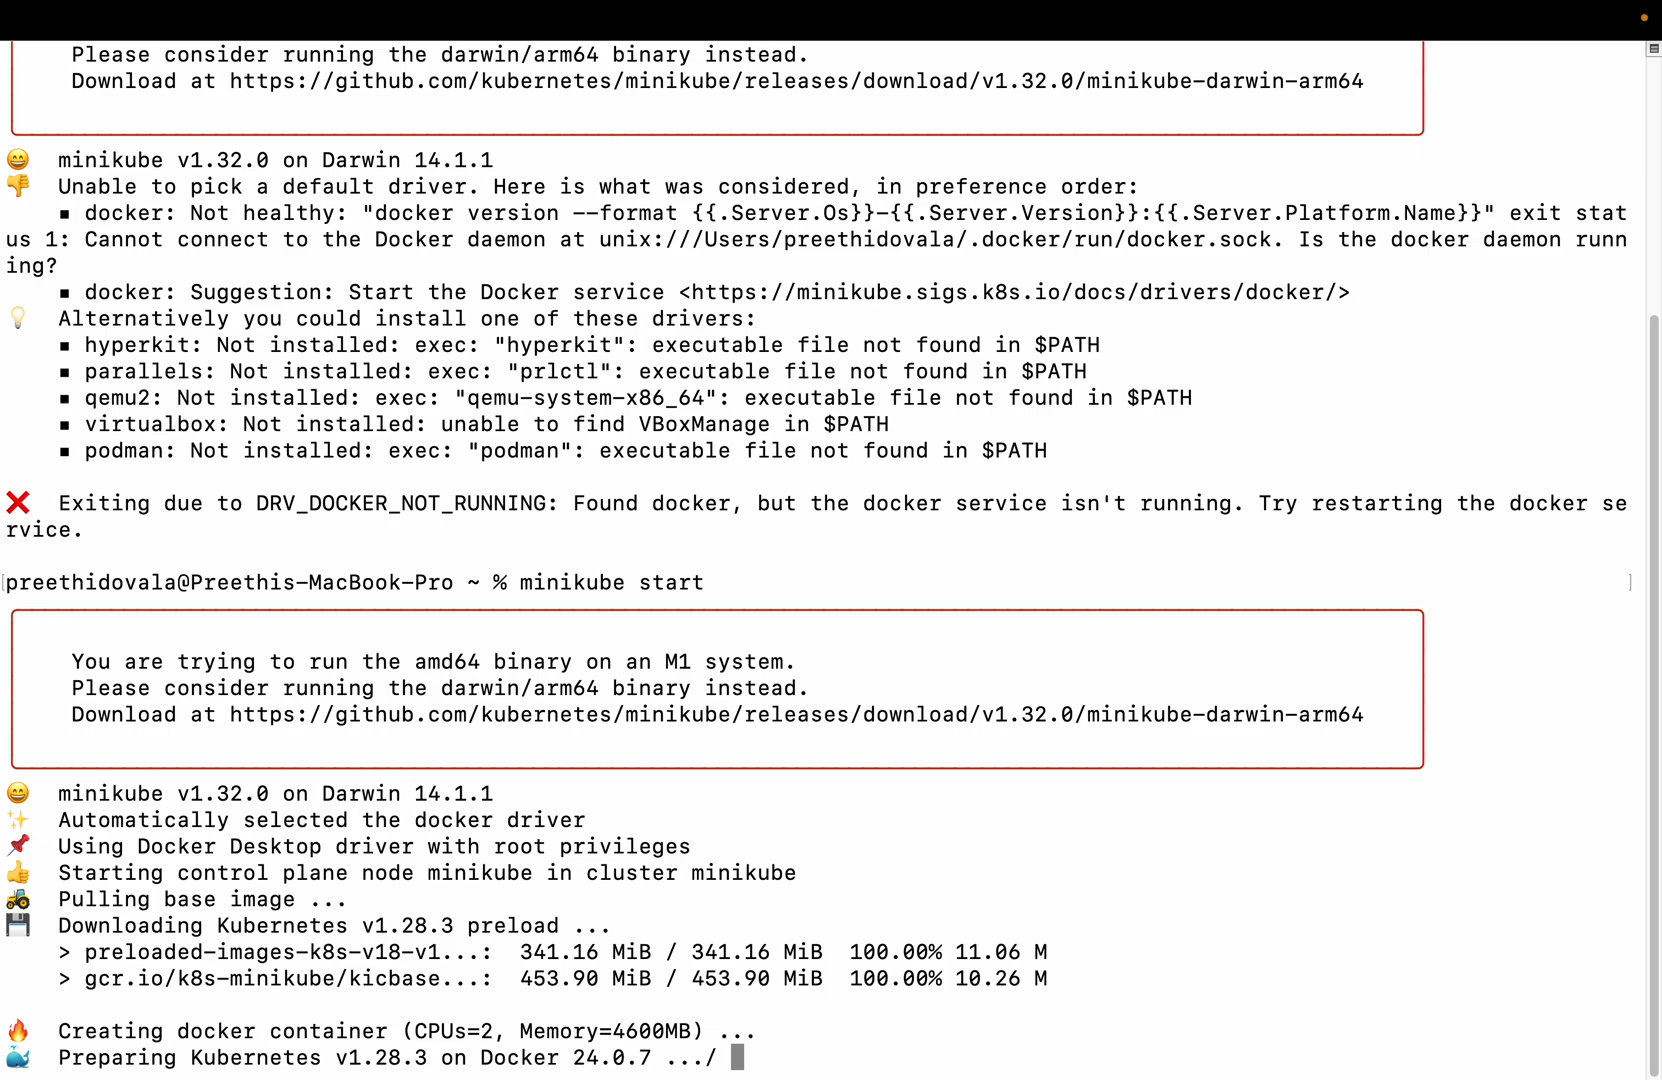 Please consider running the darwin/arm64 binary instead.
Download at https://github.com/kubernetes/minikube/releases/download/v1.32.0/minikube-darwin-arm64
😄 minikube v1.32.0 on Darwin 14.1.1
👎 Unable to pick a default driver. Here is what was considered, in preference order:
▪ docker: Not healthy: "docker version --format {{.Server.Os}}-{{.Server.Version}}:{{.Server.Platform.Name}}" exit stat
us 1: Cannot connect to the Docker daemon at unix:///Users/preethidovala/.docker/run/docker.sock. Is the docker daemon runn
ing?
▪ docker: Suggestion: Start the Docker service <https://minikube.sigs.k8s.io/docs/drivers/docker/>
💡 Alternatively you could install one of these drivers:
▪ hyperkit: Not installed: exec: "hyperkit": executable file not found in $PATH
▪ parallels: Not installed: exec: "prlctl": executable file not found in $PATH
▪ qemu2: Not installed: exec: "qemu-system-x86_64": executable file not found in $PATH
▪ virtualbox: Not installed: unable to find VBoxManage in $PATH
▪ podman: Not installed: exec: "podman": executable file not found in $PATH
❌ Exiting due to DRV_DOCKER_NOT_RUNNING: Found docker, but the docker service isn't running. Try restarting the docker se
rvice.
[preethidovala@Preethis-MacBook-Pro ~ % minikube start ]
You are trying to run the amd64 binary on an M1 system.
Please consider running the darwin/arm64 binary instead.
Download at https://github.com/kubernetes/minikube/releases/download/v1.32.0/minikube-darwin-arm64
😄 minikube v1.32.0 on Darwin 14.1.1
✨ Automatically selected the docker driver
📌 Using Docker Desktop driver with root privileges
👍 Starting control plane node minikube in cluster minikube
🚜 Pulling base image ...
💾 Downloading Kubernetes v1.28.3 preload ...
> preloaded-images-k8s-v18-v1...: 341.16 MiB / 341.16 MiB 100.00% 11.06 M
> gcr.io/k8s-minikube/kicbase...: 453.90 MiB / 453.90 MiB 100.00% 10.26 M
🔥 Creating docker container (CPUs=2, Memory=4600MB) ...
🐳 Preparing Kubernetes v1.28.3 on Docker 24.0.7 .../